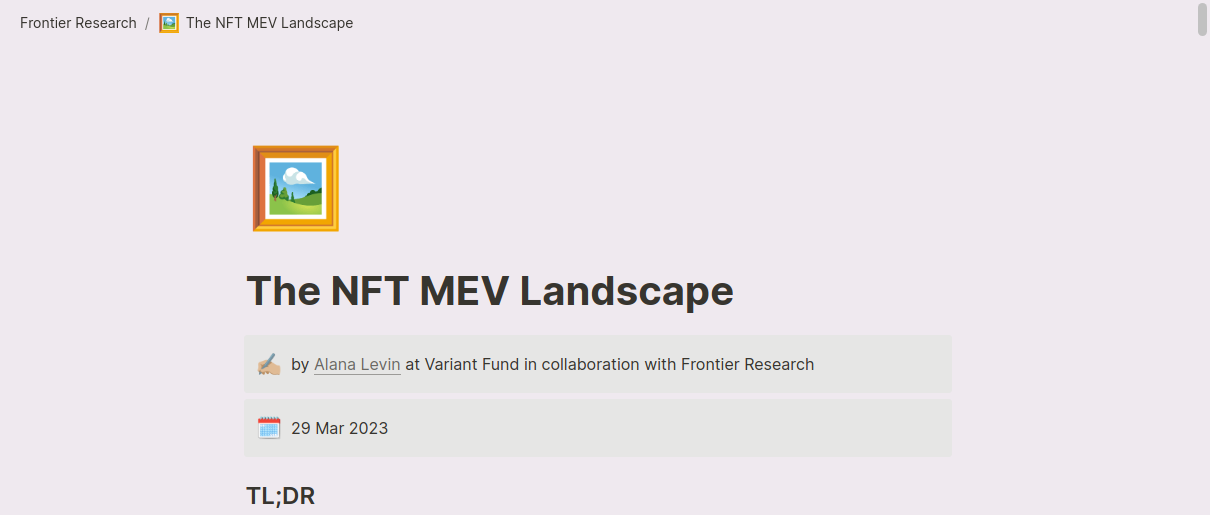 Frontier Research / The NFT MEV Landscape
The NFT MEV Landscape
by Alana Levin at Variant Fund in collaboration with Frontier Research
29 Mar 2023
TL;DR